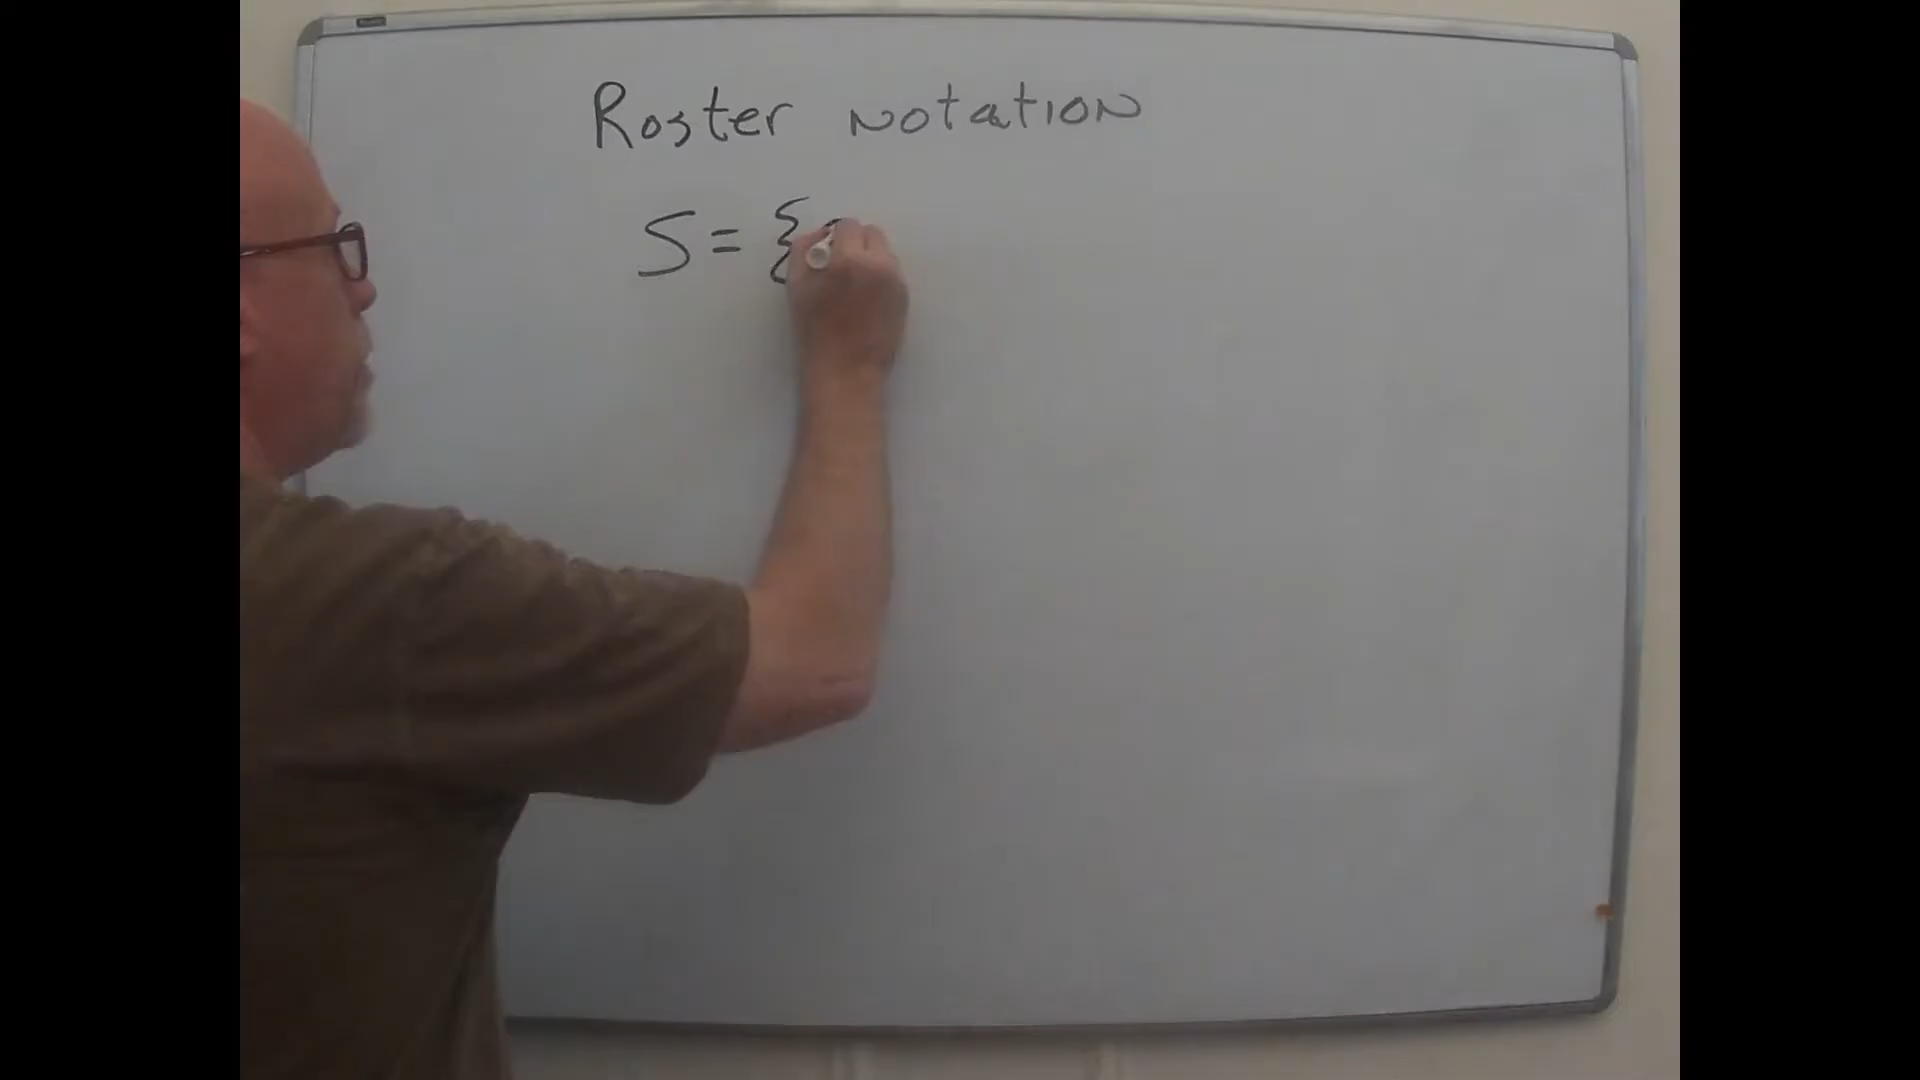 Roster notation
S = {